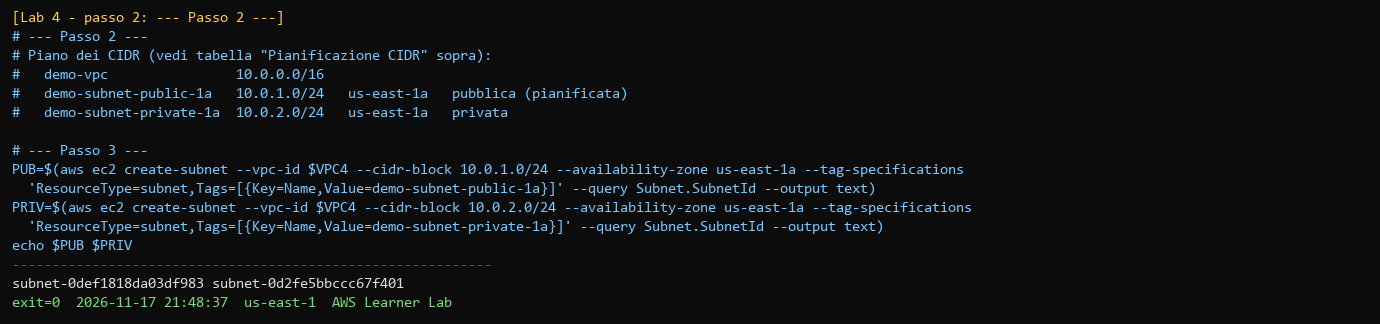 [Lab 4 - passo 2: --- Passo 2 ---]
# --- Passo 2 ---
# Piano dei CIDR (vedi tabella "Pianificazione CIDR" sopra):
#   demo-vpc                10.0.0.0/16
#   demo-subnet-public-1a   10.0.1.0/24   us-east-1a   pubblica (pianificata)
#   demo-subnet-private-1a  10.0.2.0/24   us-east-1a   privata
# --- Passo 3 ---
PUB=$(aws ec2 create-subnet --vpc-id $VPC4 --cidr-block 10.0.1.0/24 --availability-zone us-east-1a --tag-specifications
  'ResourceType=subnet,Tags=[{Key=Name,Value=demo-subnet-public-1a}]' --query Subnet.SubnetId --output text)
PRIV=$(aws ec2 create-subnet --vpc-id $VPC4 --cidr-block 10.0.2.0/24 --availability-zone us-east-1a --tag-specifications
  'ResourceType=subnet,Tags=[{Key=Name,Value=demo-subnet-private-1a}]' --query Subnet.SubnetId --output text)
echo $PUB $PRIV
------------------------------------------------------------
subnet-0def1818da03df983 subnet-0d2fe5bbccc67f401
exit=0  2026-11-17 21:48:37  us-east-1  AWS Learner Lab